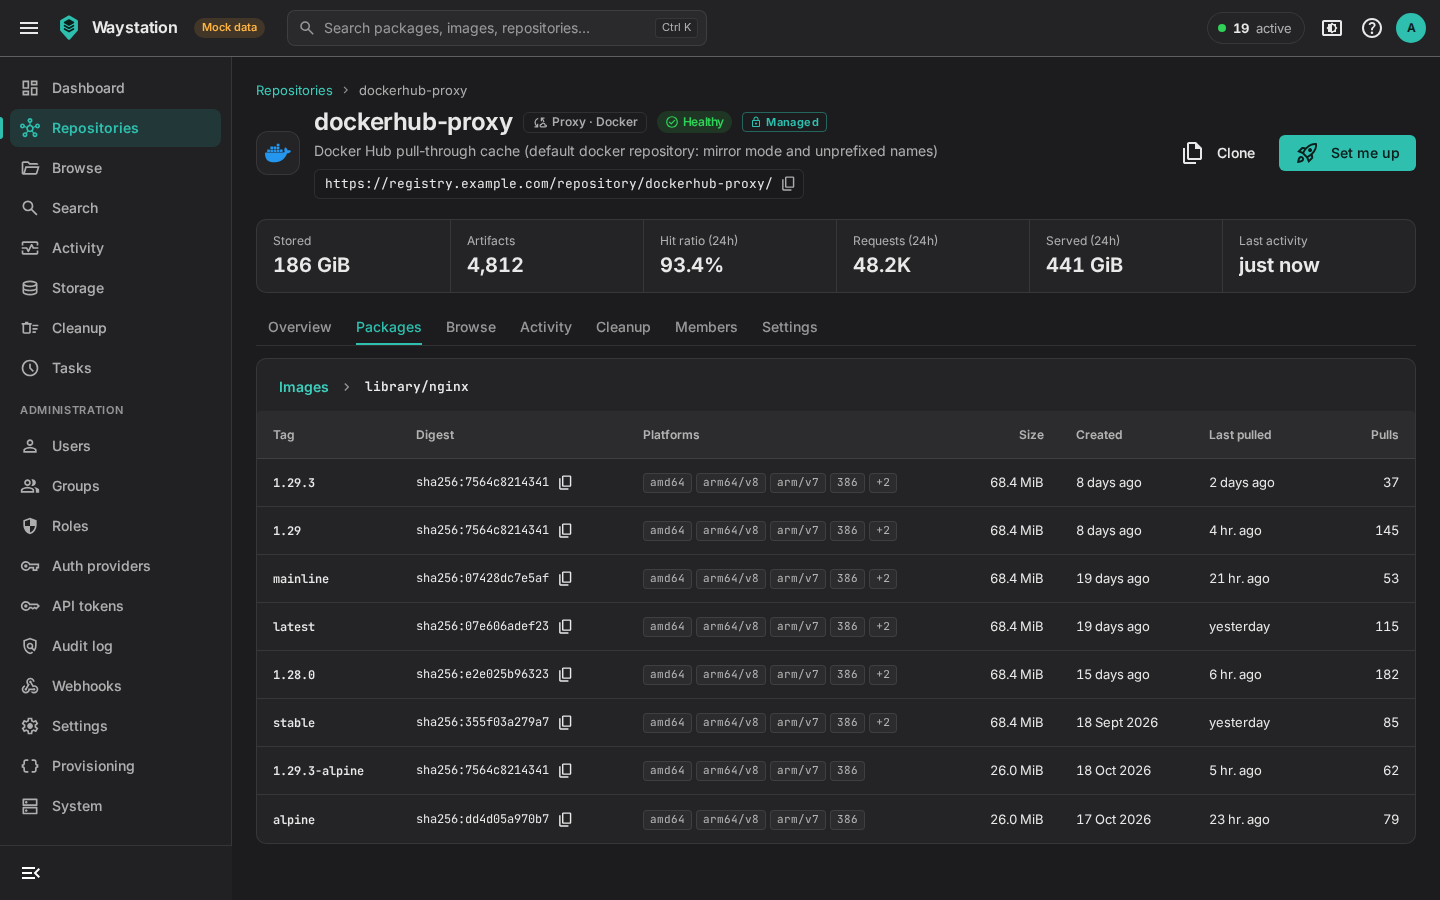 Waystation
Mock data
Search packages, images, repositories...
Ctrl K
19 active
A
Dashboard
Repositories
Browse
Search
Activity
Storage
Cleanup
Tasks
ADMINISTRATION
Users
Groups
Roles
Auth providers
API tokens
Audit log
Webhooks
Settings
Provisioning
System
Repositories > dockerhub-proxy
dockerhub-proxy
Proxy · Docker
Healthy
Managed
Docker Hub pull-through cache (default docker repository: mirror mode and unprefixed names)
https://registry.example.com/repository/dockerhub-proxy/
Clone
Set me up
Stored
186 GiB
Artifacts
4,812
Hit ratio (24h)
93.4%
Requests (24h)
48.2K
Served (24h)
441 GiB
Last activity
just now
Overview Packages Browse Activity Cleanup Members Settings
Images > library/nginx
Tag Digest Platforms Size Created Last pulled Pulls
1.29.3 sha256:7564c8214341 amd64 arm64/v8 arm/v7 386 +2 68.4 MiB 8 days ago 2 days ago 37
1.29 sha256:7564c8214341 amd64 arm64/v8 arm/v7 386 +2 68.4 MiB 8 days ago 4 hr. ago 145
mainline sha256:07428dc7e5af amd64 arm64/v8 arm/v7 386 +2 68.4 MiB 19 days ago 21 hr. ago 53
latest sha256:07e606adef23 amd64 arm64/v8 arm/v7 386 +2 68.4 MiB 19 days ago yesterday 115
1.28.0 sha256:e2e025b96323 amd64 arm64/v8 arm/v7 386 +2 68.4 MiB 15 days ago 6 hr. ago 182
stable sha256:355f03a279a7 amd64 arm64/v8 arm/v7 386 +2 68.4 MiB 18 Sept 2026 yesterday 85
1.29.3-alpine sha256:7564c8214341 amd64 arm64/v8 arm/v7 386 26.0 MiB 18 Oct 2026 5 hr. ago 62
alpine sha256:dd4d05a970b7 amd64 arm64/v8 arm/v7 386 26.0 MiB 17 Oct 2026 23 hr. ago 79